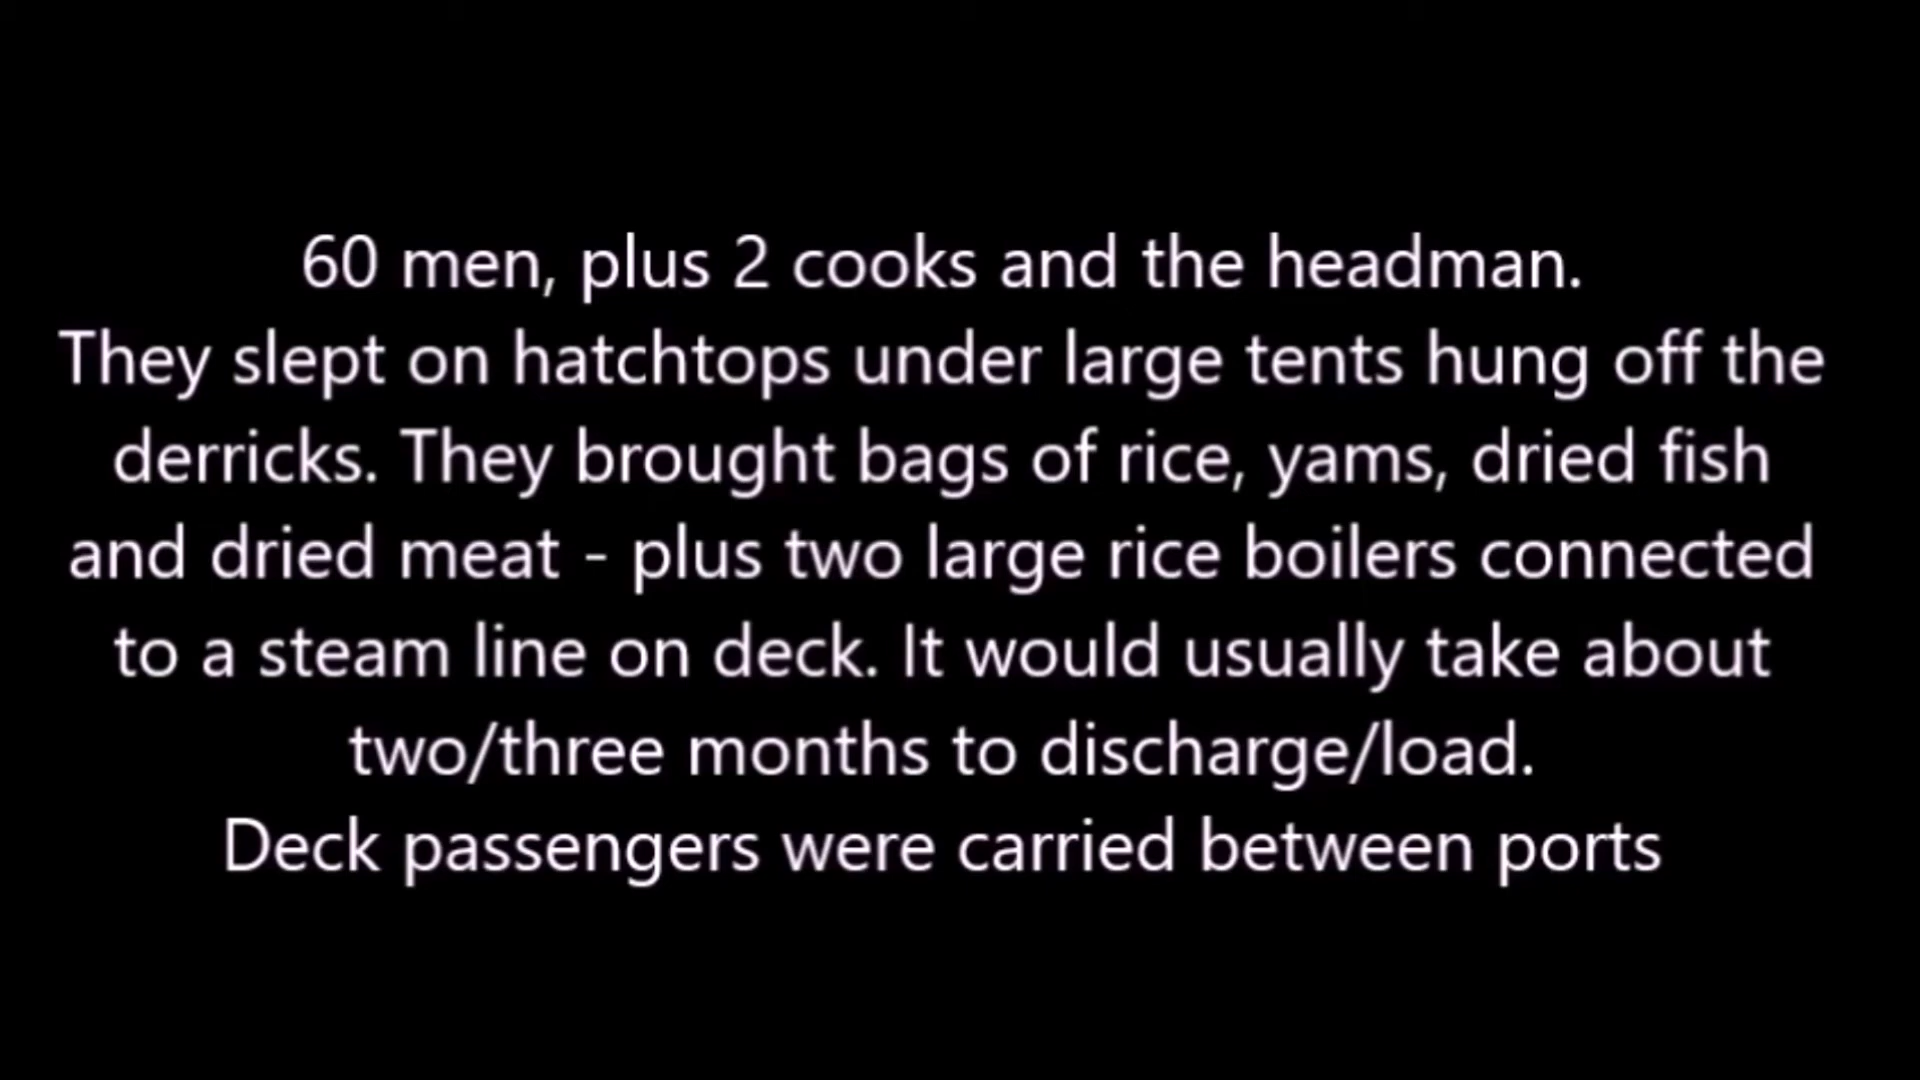 60 men, plus 2 cooks and the headman.
They slept on hatchtops under large tents hung off the
derricks. They brought bags of rice, yams, dried fish
and dried meat - plus two large rice boilers connected
to a steam line on deck. It would usually take about
two/three months to discharge/load.
Deck passengers were carried between ports